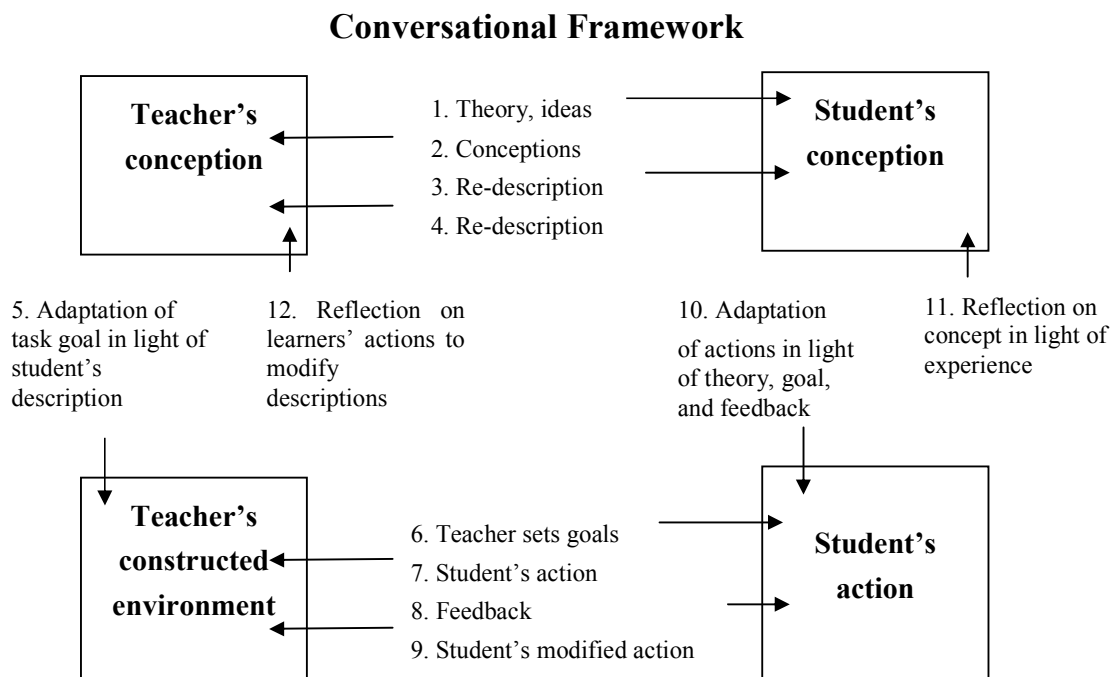 Conversational Framework
Teacher’s
conception
1. Theory, ideas
2. Conceptions
3. Re-description
4. Re-description
Student’s
conception
5. Adaptation of
task goal in light of
student’s
description
12. Reflection on
learners’ actions to
modify
descriptions
10. Adaptation
of actions in light
of theory, goal,
and feedback
11. Reflection on
concept in light of
experience
Teacher’s
constructed
environment
6. Teacher sets goals
7. Student’s action
8. Feedback
9. Student’s modified action
Student’s
action